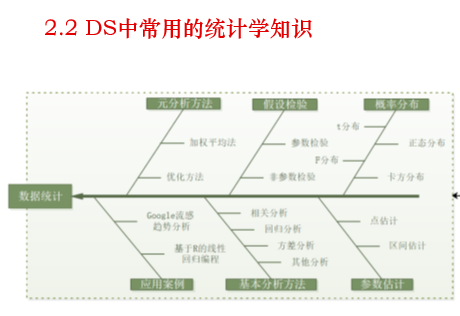 2.2 DS中常用的统计学知识
元分析方法
假设检验
概率分布
t分布
加权平均法
参数检验
正态分布
F分布
优化方法
非参数检验
卡方分布
数据统计
Google流感
趋势分析
基于R的线性
回归编程
相关分析
回归分析
方差分析
其他分析
点估计
区间估计
应用案例
基本分析方法
参数估计